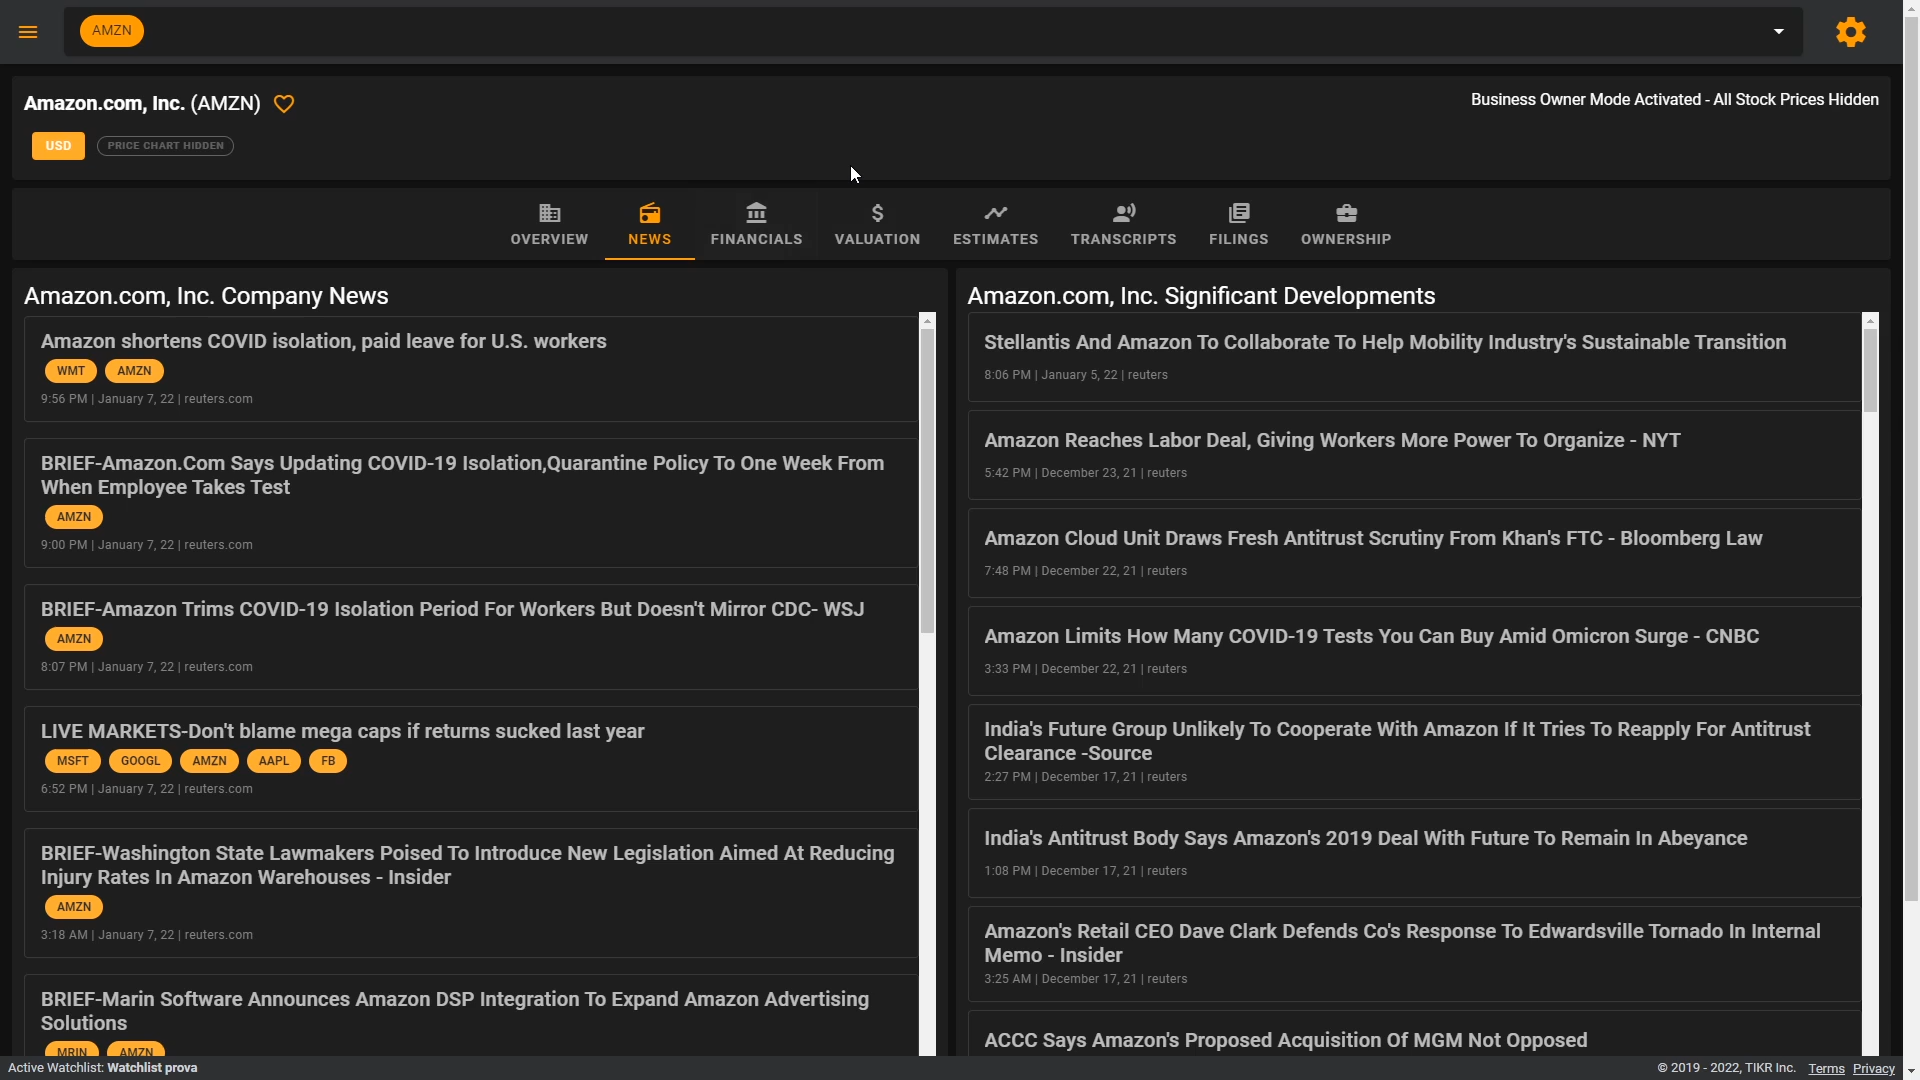 AMZN
Amazon.com, Inc. (AMZN)
Business Owner Mode Activated - All Stock Prices Hidden
USD
PRICE CHART HIDDEN
OVERVIEW
NEWS
FINANCIALS
VALUATION
ESTIMATES
TRANSCRIPTS
FILINGS
OWNERSHIP
Amazon.com, Inc. Company News
Amazon shortens COVID isolation, paid leave for U.S. workers
WMT AMZN
9:56 PM | January 7, 22 | reuters.com
BRIEF-Amazon.Com Says Updating COVID-19 Isolation,Quarantine Policy To One Week From
When Employee Takes Test
AMZN
9:00 PM | January 7, 22 | reuters.com
BRIEF-Amazon Trims COVID-19 Isolation Period For Workers But Doesn't Mirror CDC- WSJ
AMZN
8:07 PM | January 7, 22 | reuters.com
LIVE MARKETS-Don't blame mega caps if returns sucked last year
MSFT GOOGL AMZN AAPL FB
6:52 PM | January 7, 22 | reuters.com
BRIEF-Washington State Lawmakers Poised To Introduce New Legislation Aimed At Reducing
Injury Rates In Amazon Warehouses - Insider
AMZN
3:18 AM | January 7, 22 | reuters.com
BRIEF-Marin Software Announces Amazon DSP Integration To Expand Amazon Advertising
Solutions
MRIN AMZN
Amazon.com, Inc. Significant Developments
Stellantis And Amazon To Collaborate To Help Mobility Industry's Sustainable Transition
8:06 PM | January 5, 22 | reuters
Amazon Reaches Labor Deal, Giving Workers More Power To Organize - NYT
5:42 PM | December 23, 21 | reuters
Amazon Cloud Unit Draws Fresh Antitrust Scrutiny From Khan's FTC - Bloomberg Law
7:48 PM | December 22, 21 | reuters
Amazon Limits How Many COVID-19 Tests You Can Buy Amid Omicron Surge - CNBC
3:33 PM | December 22, 21 | reuters
India's Future Group Unlikely To Cooperate With Amazon If It Tries To Reapply For Antitrust
Clearance -Source
2:27 PM | December 17, 21 | reuters
India's Antitrust Body Says Amazon's 2019 Deal With Future To Remain In Abeyance
1:08 PM | December 17, 21 | reuters
Amazon's Retail CEO Dave Clark Defends Co's Response To Edwardsville Tornado In Internal
Memo - Insider
3:25 AM | December 17, 21 | reuters
ACCC Says Amazon's Proposed Acquisition Of MGM Not Opposed
Active Watchlist: Watchlist prova
© 2019 - 2022, TIKR Inc. Terms Privacy